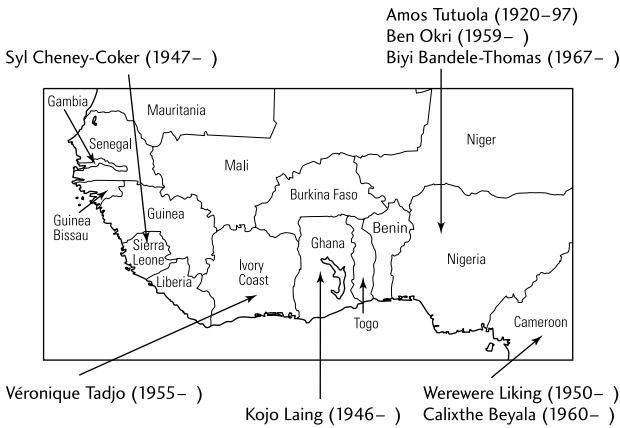 Amos Tutuola (1920–97)
Ben Okri (1959–  )
Biyi Bandele-Thomas (1967–  )
Syl Cheney-Coker (1947–  )
Gambia
Mauritania
Senegal
Niger
Mali
Burkina Faso
Guinea
Bissau
Guinea
Benin
Ghana
Sierra
Leone
Nigeria
Ivory
Coast
Liberia
Togo
Cameroon
Véronique Tadjo (1955–  )
Werewere Liking (1950–  )
Kojo Laing (1946–  )
Calixthe Beyala (1960–  )